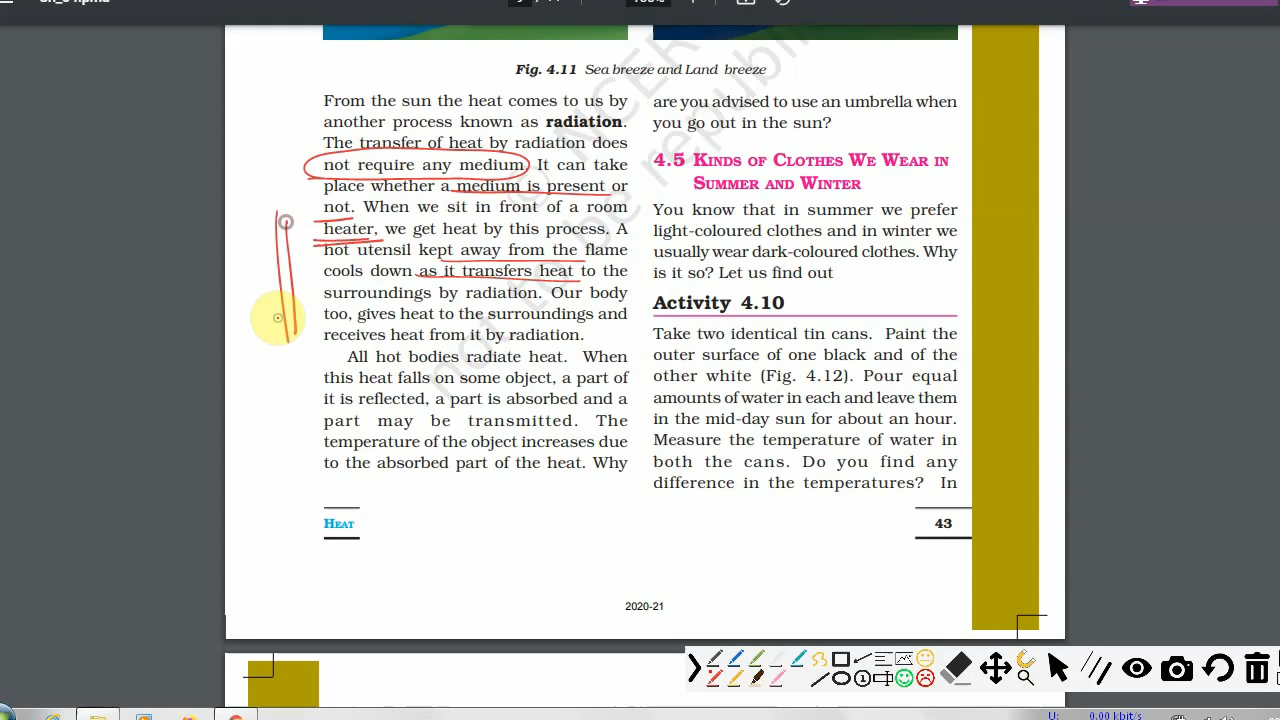 Fig. 4.11 Sea breeze and Land breeze
From the sun the heat comes to us by
another process known as radiation.
The transfer of heat by radiation does
not require any medium. It can take
place whether a medium is present or
not. When we sit in front of a room
heater, we get heat by this process. A
hot utensil kept away from the flame
cools down as it transfers heat to the
surroundings by radiation. Our body
too, gives heat to the surroundings and
receives heat from it by radiation.
All hot bodies radiate heat. When
this heat falls on some object, a part of
it is reflected, a part is absorbed and a
part may be transmitted. The
temperature of the object increases due
to the absorbed part of the heat. Why
are you advised to use an umbrella when
you go out in the sun?
4.5 KINDS OF CLOTHES WE WEAR IN
SUMMER AND WINTER
You know that in summer we prefer
light-coloured clothes and in winter we
usually wear dark-coloured clothes. Why
is it so? Let us find out
Activity 4.10
Take two identical tin cans. Paint the
outer surface of one black and of the
other white (Fig. 4.12). Pour equal
amounts of water in each and leave them
in the mid-day sun for about an hour.
Measure the temperature of water in
both the cans. Do you find any
difference in the temperatures? In
HEAT
43
2020-21
© NCER
not to be republi
U: 0.00 kbit/s